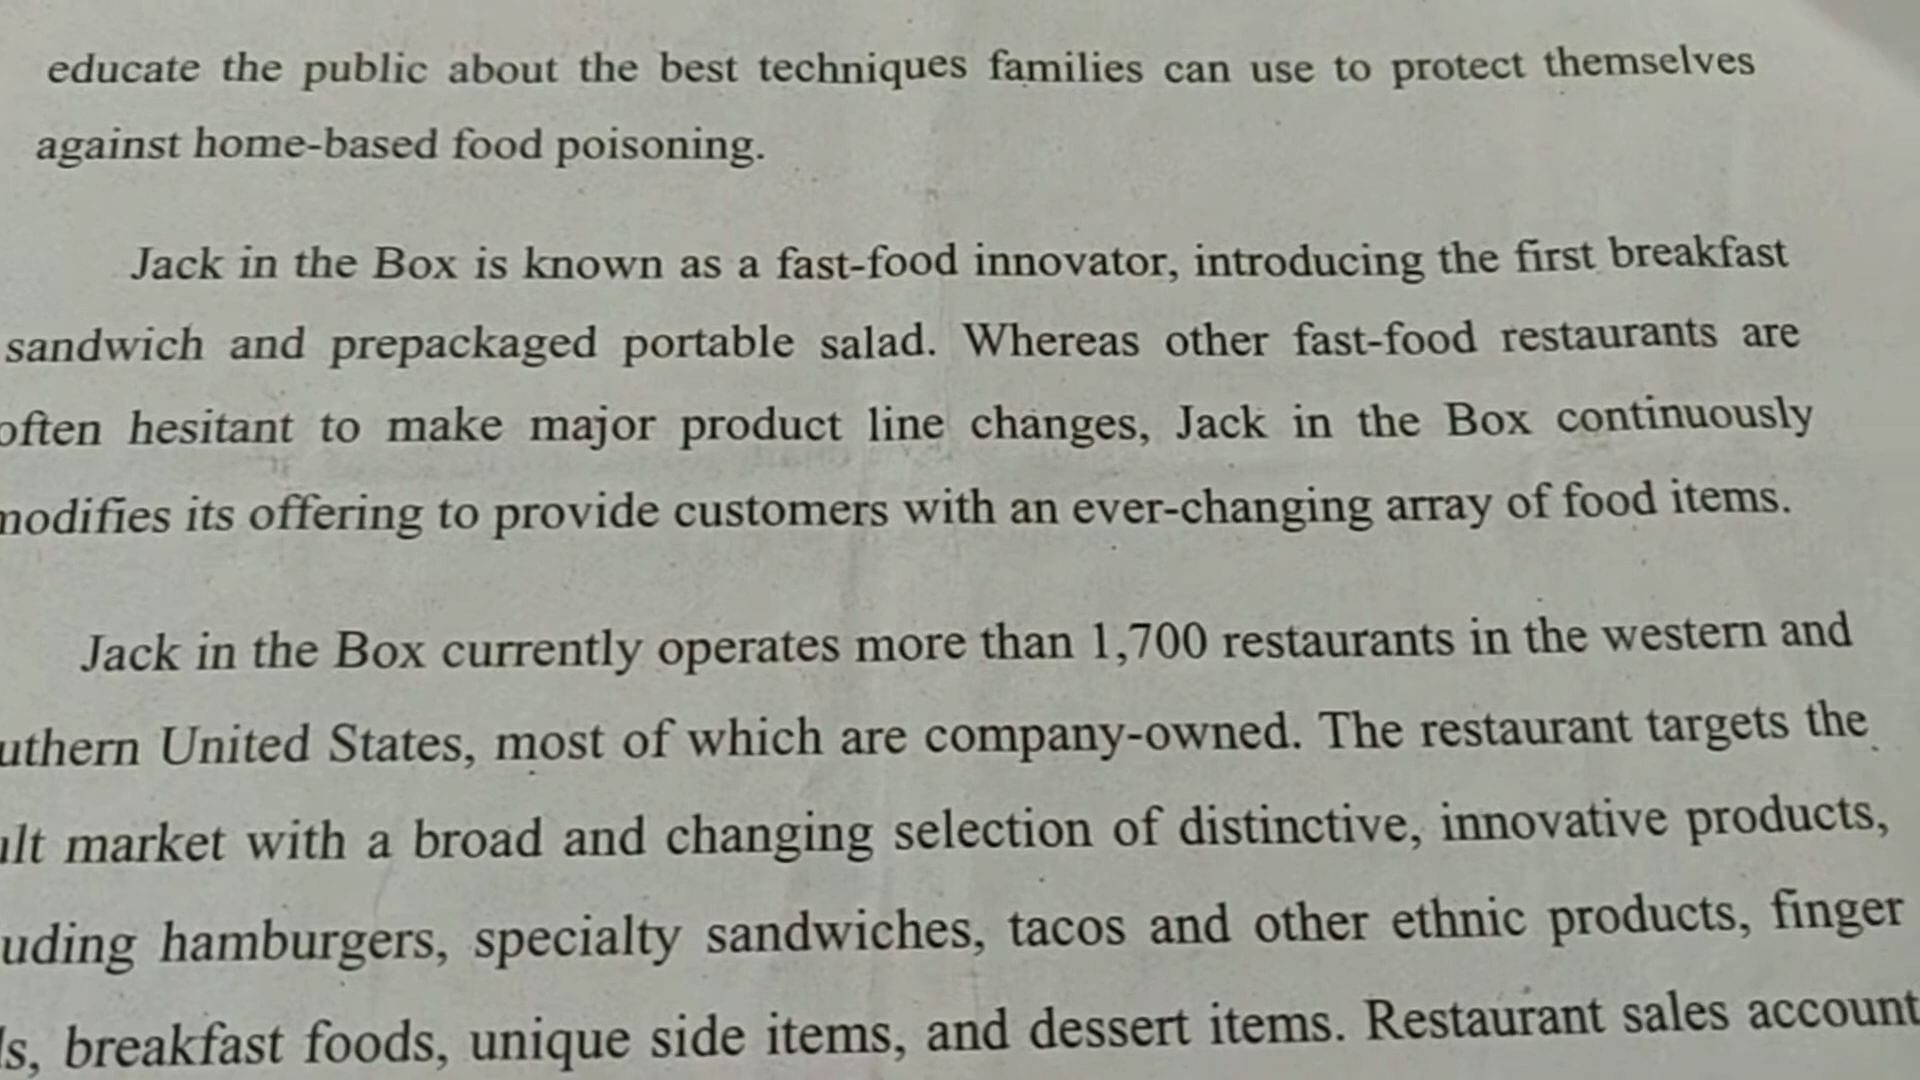 educate the public about the best techniques families can use to protect themselves
against home-based food poisoning.
Jack in the Box is known as a fast-food innovator, introducing the first breakfast
sandwich and prepackaged portable salad. Whereas other fast-food restaurants are
often hesitant to make major product line changes, Jack in the Box continuously
modifies its offering to provide customers with an ever-changing array of food items.
Jack in the Box currently operates more than 1,700 restaurants in the western and
uthern United States, most of which are company-owned. The restaurant targets the
ult market with a broad and changing selection of distinctive, innovative products,
uding hamburgers, specialty sandwiches, tacos and other ethnic products, finger
ls, breakfast foods, unique side items, and dessert items. Restaurant sales account